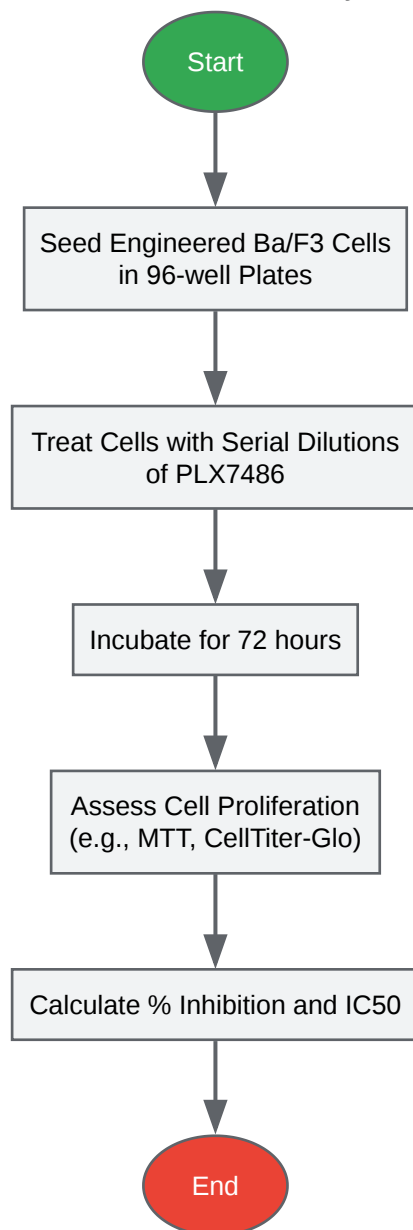 Start
Seed Engineered Ba/F3 Cells
in 96-well Plates
Treat Cells with Serial Dilutions
of PLX7486
Incubate for 72 hours
Assess Cell Proliferation
(e.g., MTT, CellTiter-Glo)
Calculate % Inhibition and IC50
End